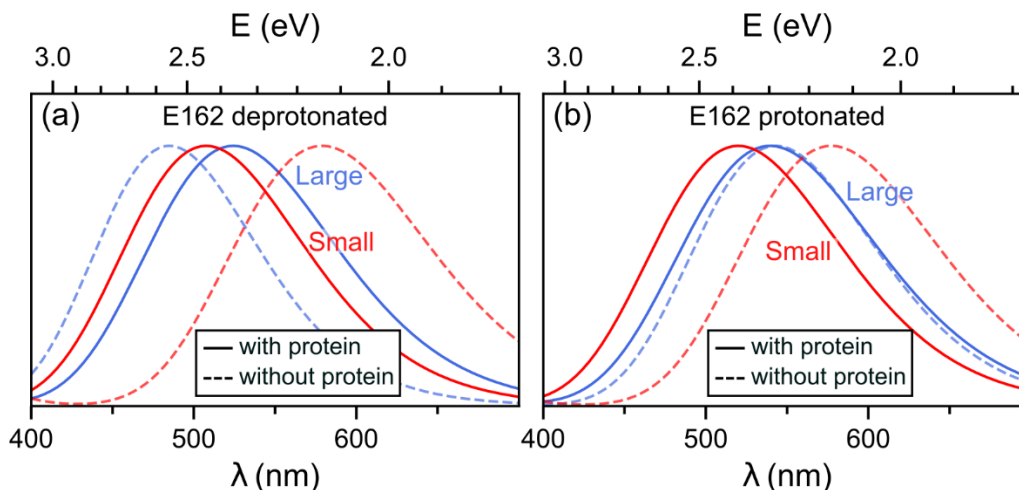 E (eV)
E (eV)
3.0 2.5 2.0
3.0 2.5 2.0
(a) E162 deprotonated
(b) E162 protonated
Large
Small
Large
Small
with protein
without protein
with protein
without protein
400 500 600
400 500 600
λ (nm)
λ (nm)